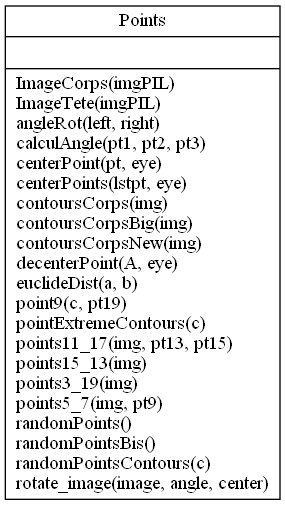 Points
ImageCorps(imgPIL)
ImageTete(imgPIL)
angleRot(left, right)
calculAngle(pt1, pt2, pt3)
centerPoint(pt, eye)
centerPoints(lstpt, eye)
contoursCorps(img)
contoursCorpsBig(img)
contoursCorpsNew(img)
decenterPoint(A, eye)
euclideDist(a, b)
point9(c, pt19)
pointExtremeContours(c)
points11_17(img, pt13, pt15)
points15_13(img)
points3_19(img)
points5_7(img, pt9)
randomPoints()
randomPointsBis()
randomPointsContours(c)
rotate_image(image, angle, center)